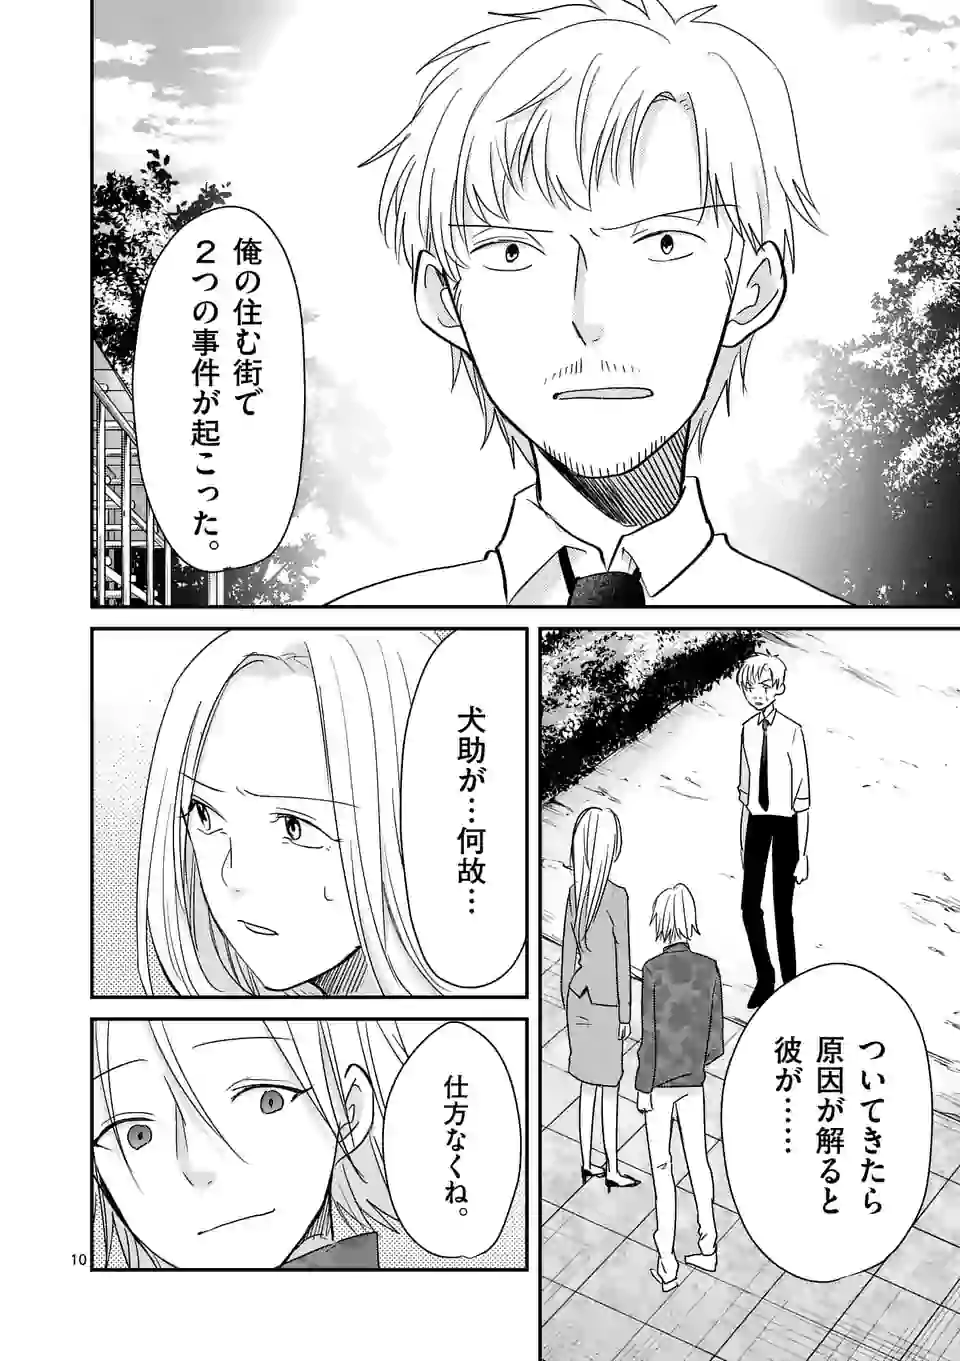 俺の住む街で
２つの事件が起こった。
ついてきたら
原因が解ると
彼が……
犬助が…何故…
仕方なくね。
10